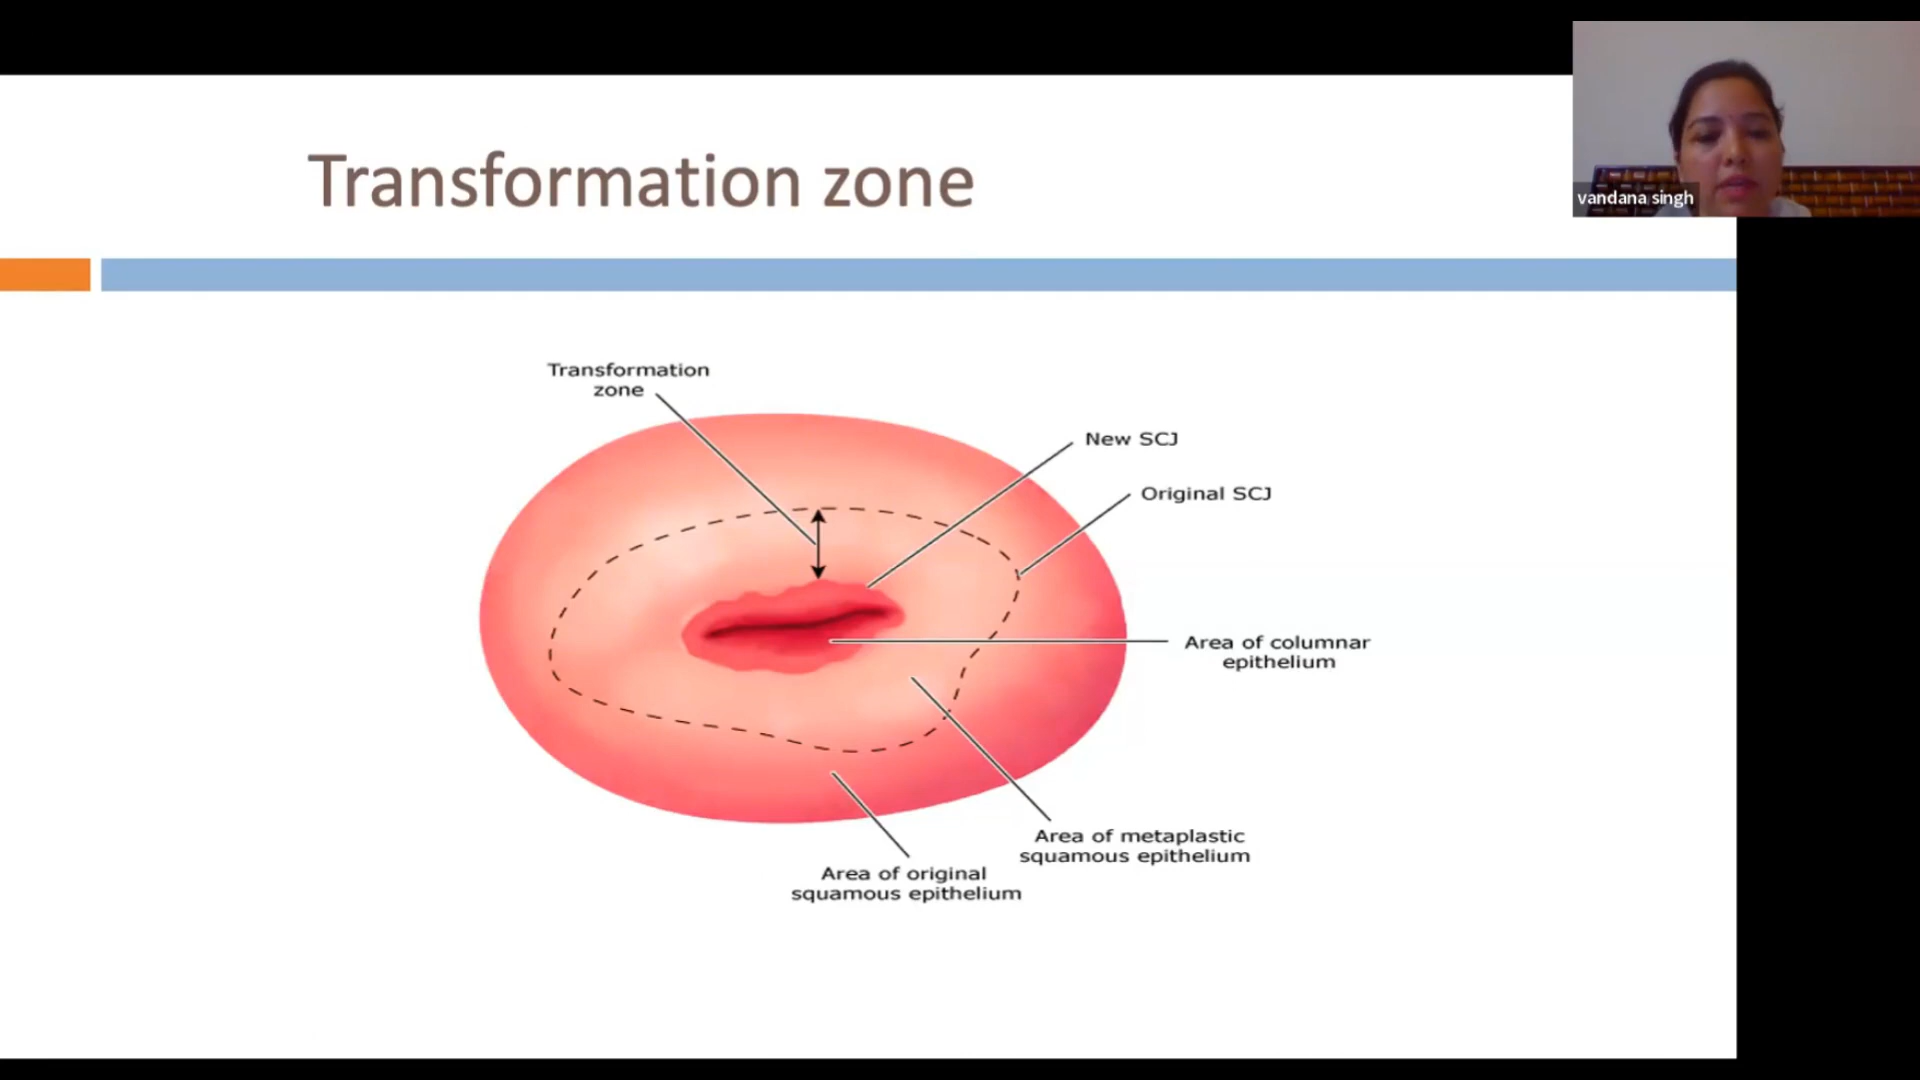 vandana singh
Transformation zone
Transformation
zone
New SCJ
Original SCJ
Area of columnar
epithelium
Area of metaplastic
squamous epithelium
Area of original
squamous epithelium